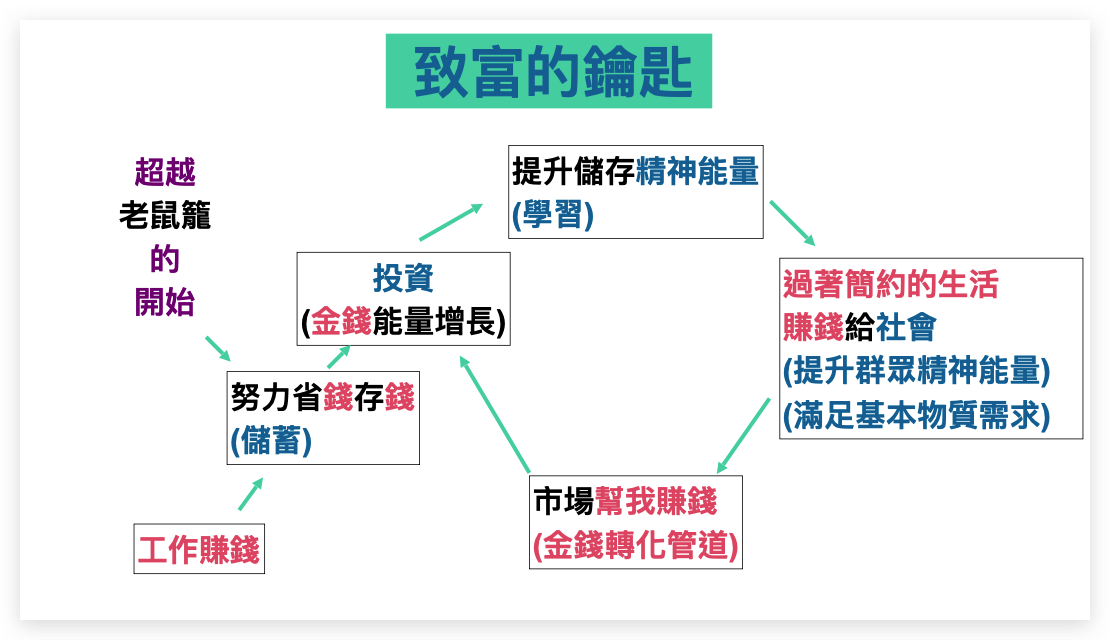 致富的鑰匙
超越
老鼠籠
的
開始
提升儲存精神能量
(學習)
投資
(金錢能量增長)
過著簡約的生活
賺錢給社會
(提升群眾精神能量)
(滿足基本物質需求)
努力省錢存錢
(儲蓄)
市場幫我賺錢
(金錢轉化管道)
工作賺錢